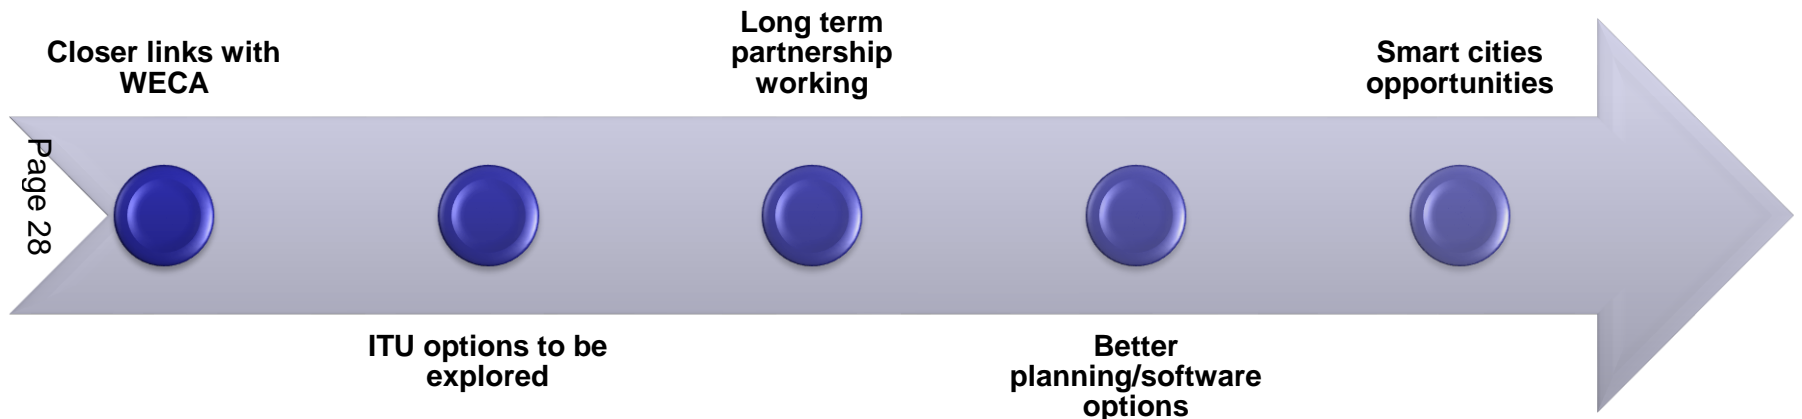 Closer links with
WECA
ITU options to be
explored
Long term
partnership
working
Better
planning/software
options
Smart cities
opportunities
Page 28